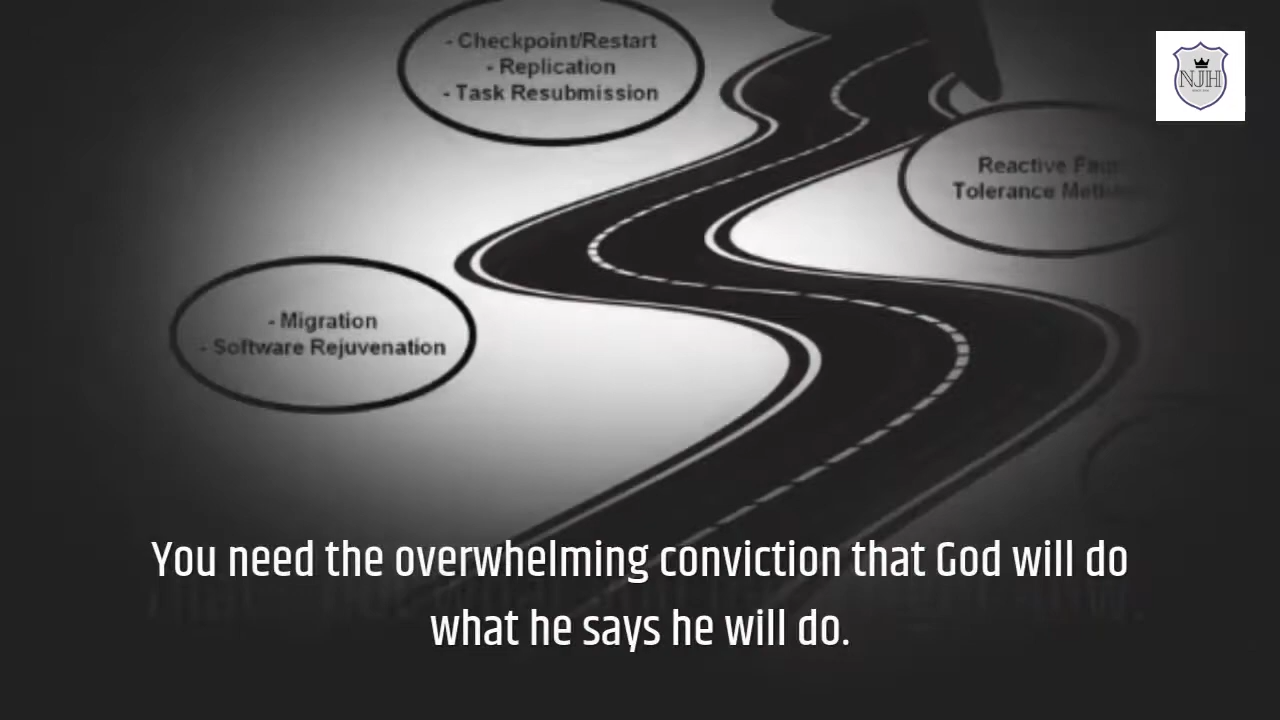 - Checkpoint/Restart
- Replication
- Task Resubmission
NJH
Reactive
Tolerance
- Migration
- Software Rejuvenation
You need the overwhelming conviction that God will do
what he says he will do.